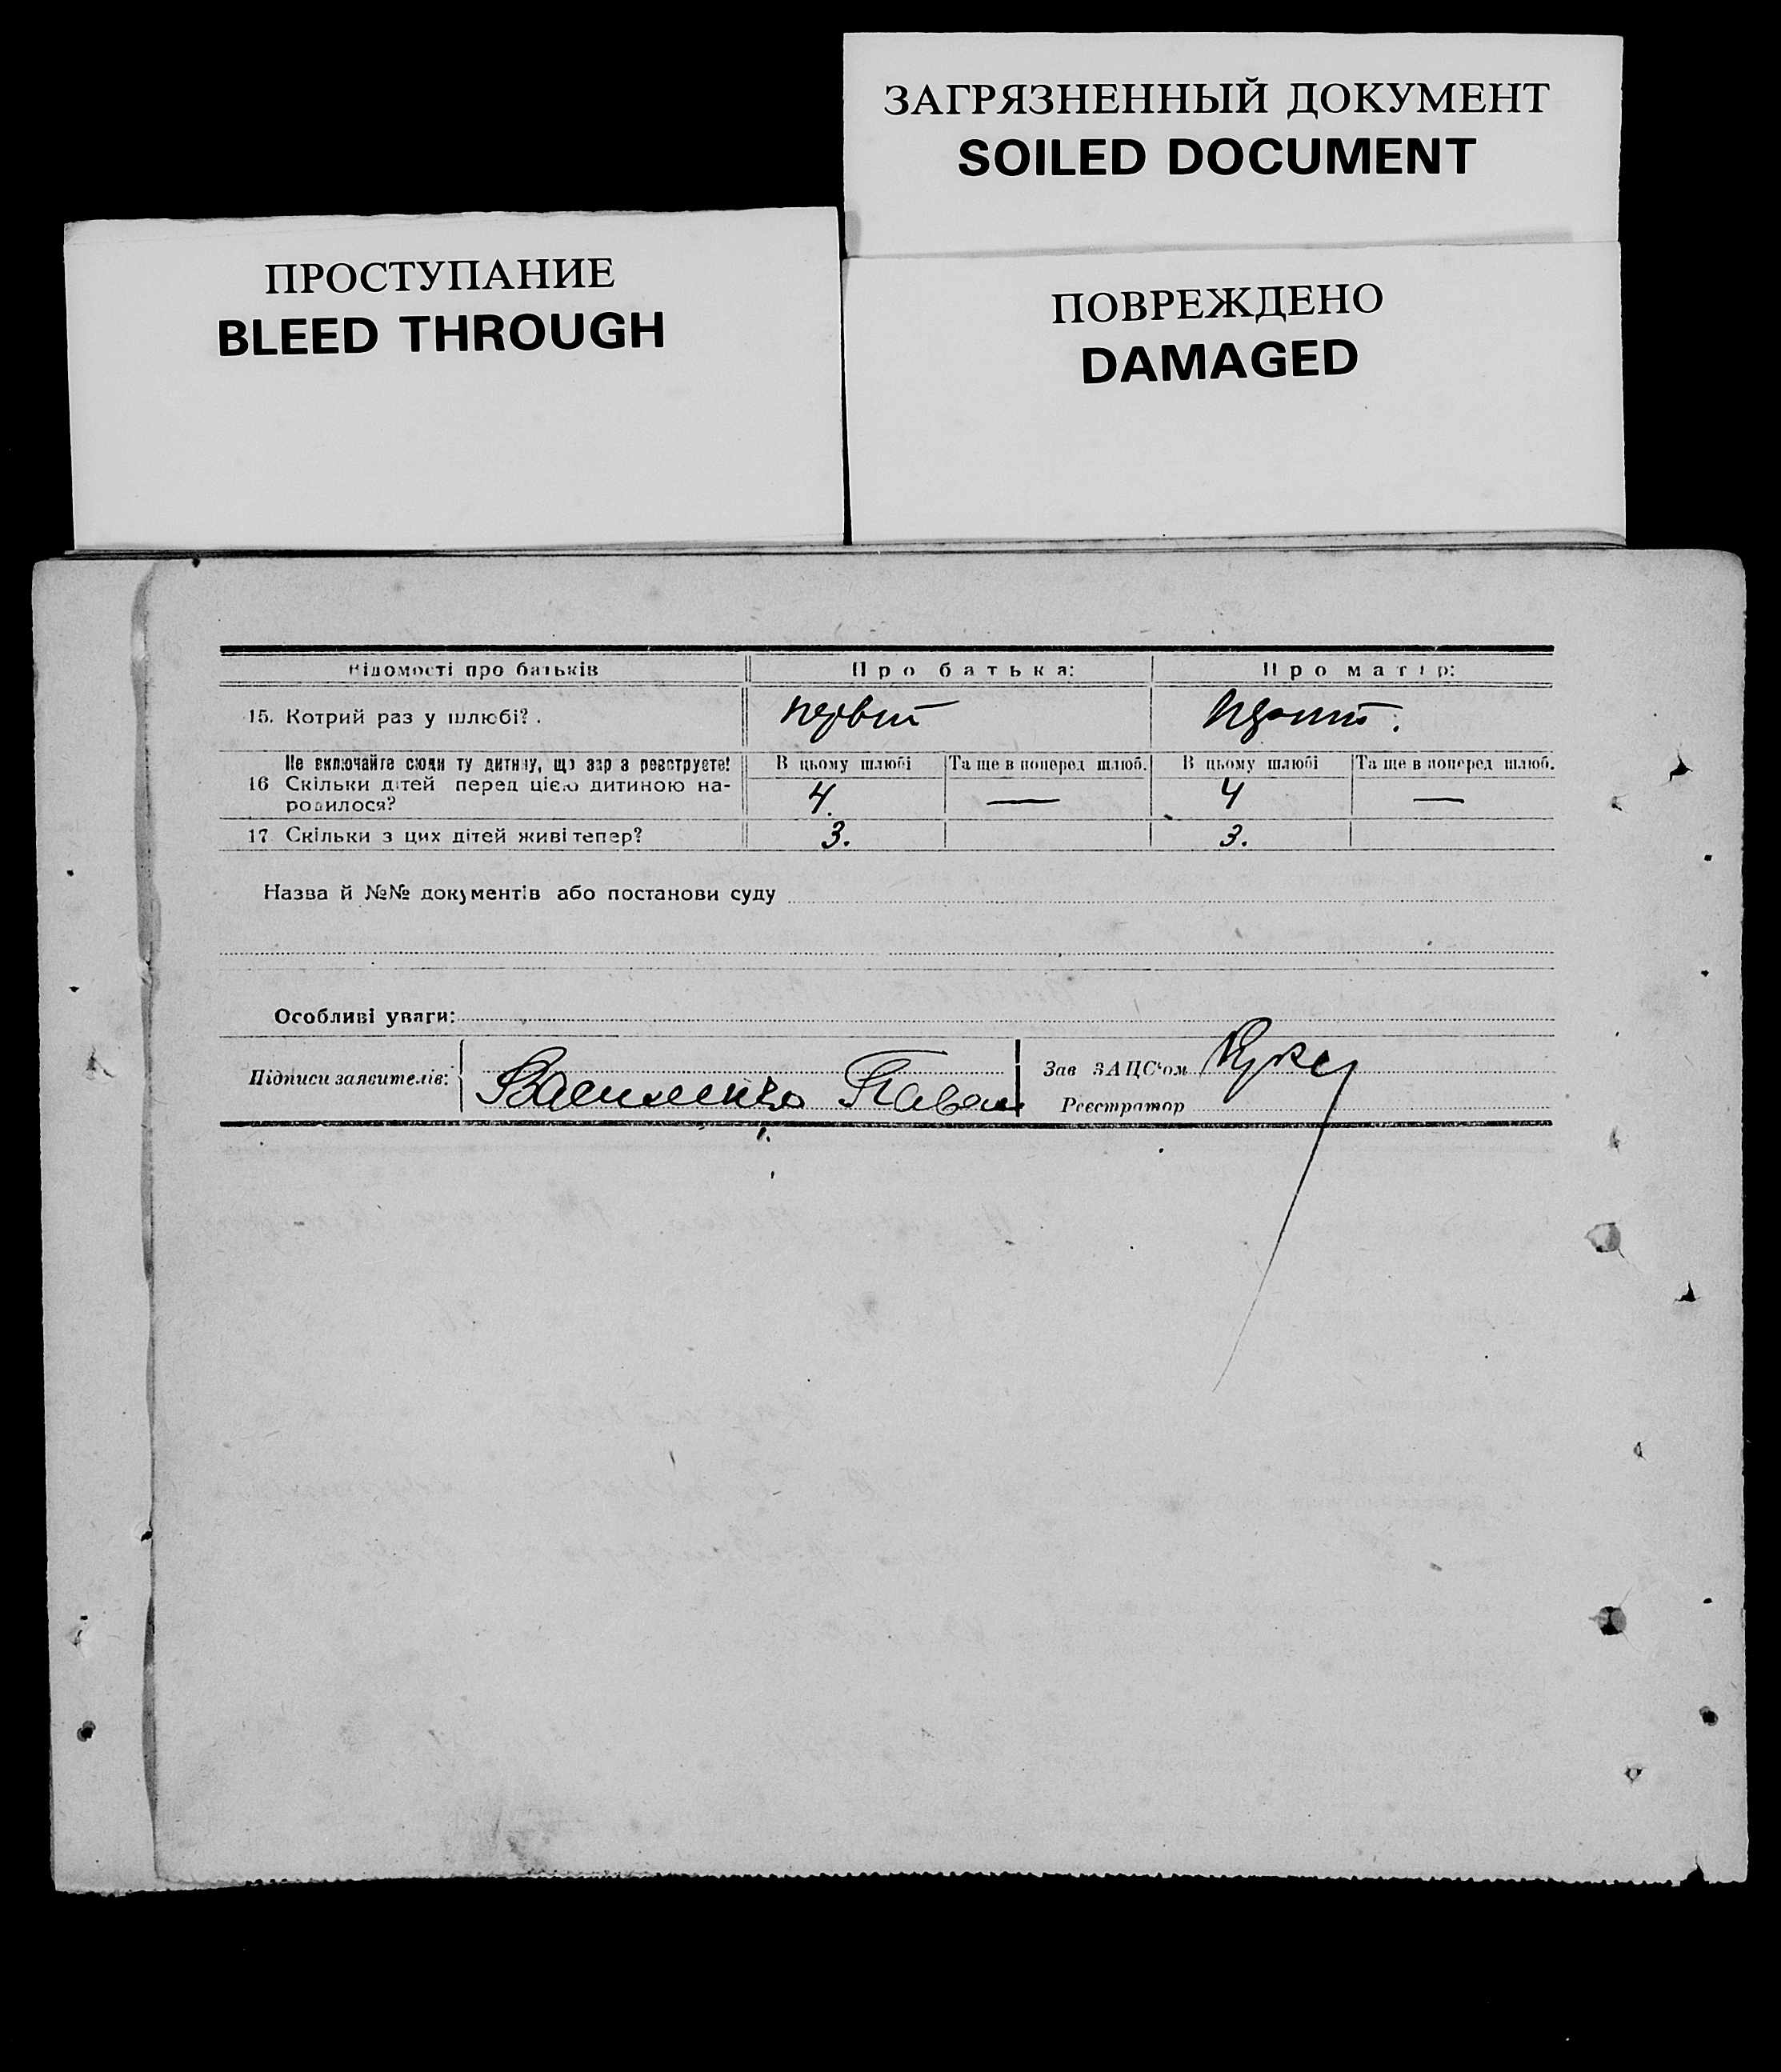 ЗАГРЯЗНЕННЫЙ ДОКУМЕНТ
SOILED DOCUMENT
ПРОСТУПАНИЕ
BLEED THROUGH
ПОВРЕЖДЕНО
DAMAGED
Відомості про батьків Про батька: Про матір:
15. Котрий раз у шлюбі?. первий
Не включайте сюди ту дитину, що зараз реєструєте! В цьому шлюбі Та ще в поперед шлюб. В цьому шлюбі Та ще в поперед шлюб.
16 Скільки дітей перед цією дитиною на- 4. — 4 —
родилося?
17 Скільки з цих дітей живі тепер? 3. 3.
Назва й №№ документів або постанови суду
Особливі уваги:
Підписи заявителів: Василенко Павел
Зав ЗАЦС'ом
Реєстратор